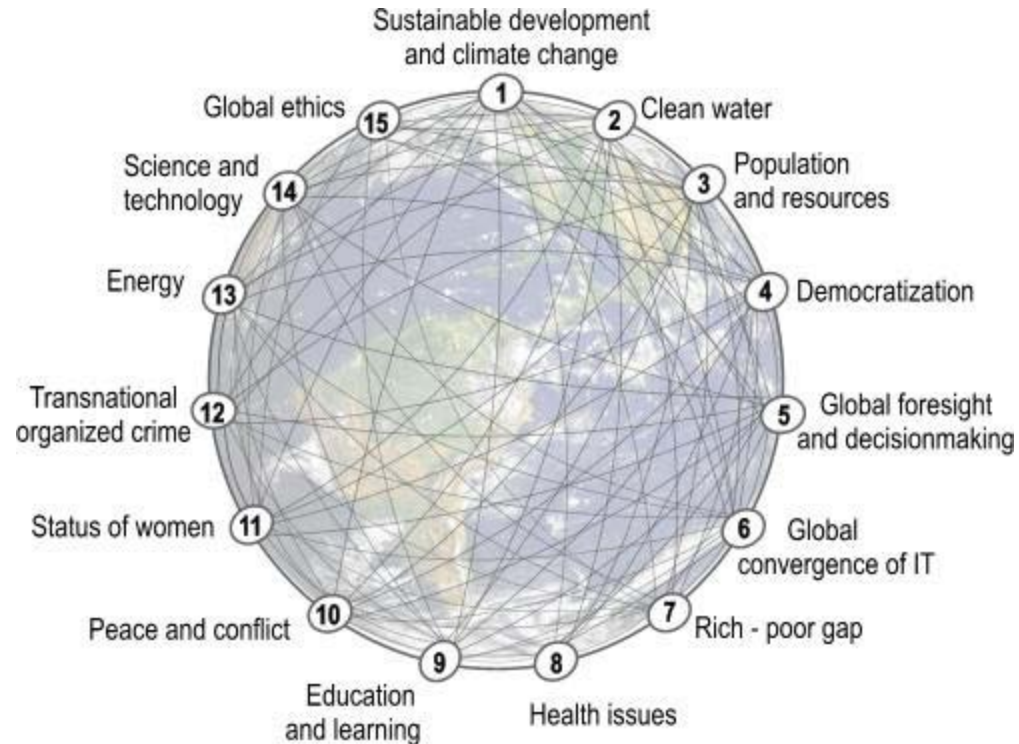 Sustainable development
and climate change
1
2
Clean water
3
Population
and resources
4
Democratization
5
Global foresight
and decisionmaking
6
Global
convergence of IT
7
Rich - poor gap
8
Health issues
9
Education
and learning
10
Peace and conflict
11
Status of women
12
Transnational
organized crime
13
Energy
14
Science and
technology
15
Global ethics